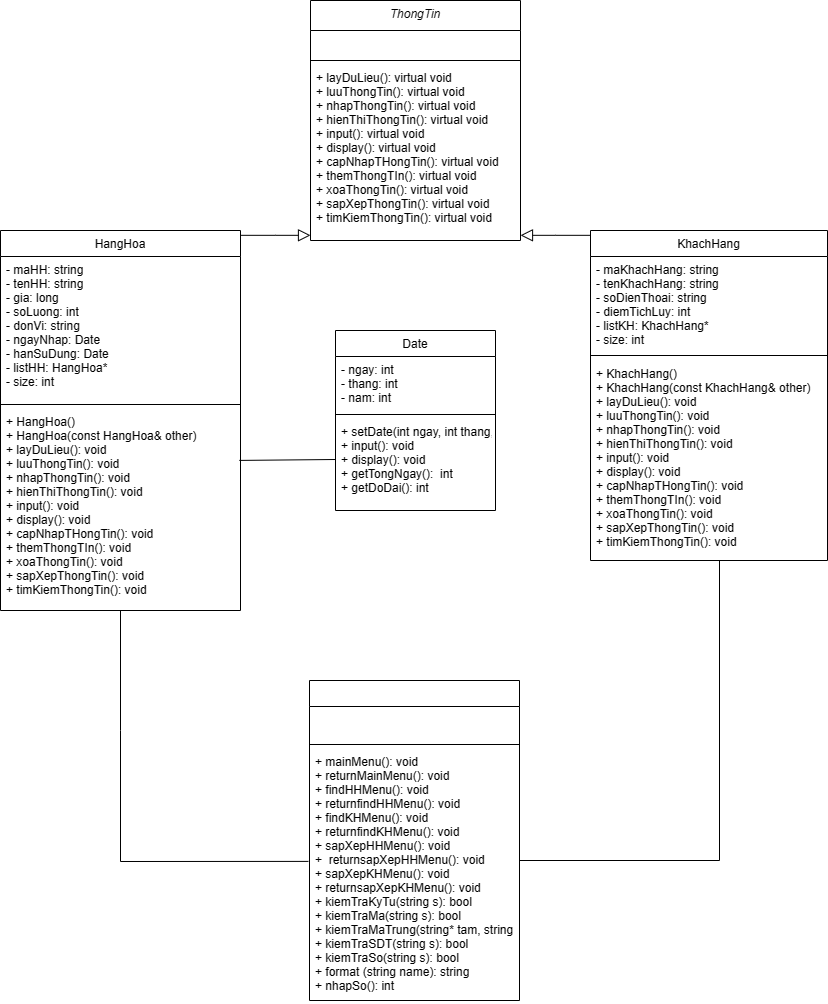 ThongTin
+ layDuLieu(): virtual void
+ luuThongTin(): virtual void
+ nhapThongTin(): virtual void
+ hienThiThongTin(): virtual void
+ input(): virtual void
+ display(): virtual void
+ capNhapTHongTin(): virtual void
+ themThongTIn(): virtual void
+ xoaThongTin(): virtual void
+ sapXepThongTin(): virtual void
+ timKiemThongTin(): virtual void
HangHoa
- maHH: string
- tenHH: string
- gia: long
- soLuong: int
- donVi: string
- ngayNhap: Date
- hanSuDung: Date
- listHH: HangHoa*
- size: int
+ HangHoa()
+ HangHoa(const HangHoa& other)
+ layDuLieu(): void
+ luuThongTin(): void
+ nhapThongTin(): void
+ hienThiThongTin(): void
+ input(): void
+ display(): void
+ capNhapTHongTin(): void
+ themThongTIn(): void
+ xoaThongTin(): void
+ sapXepThongTin(): void
+ timKiemThongTin(): void
Date
- ngay: int
- thang: int
- nam: int
+ setDate(int ngay, int thang,
+ input(): void
+ display(): void
+ getTongNgay():  int
+ getDoDai(): int
KhachHang
- maKhachHang: string
- tenKhachHang: string
- soDienThoai: string
- diemTichLuy: int
- listKH: KhachHang*
- size: int
+ KhachHang()
+ KhachHang(const KhachHang& other)
+ layDuLieu(): void
+ luuThongTin(): void
+ nhapThongTin(): void
+ hienThiThongTin(): void
+ input(): void
+ display(): void
+ capNhapTHongTin(): void
+ themThongTIn(): void
+ xoaThongTin(): void
+ sapXepThongTin(): void
+ timKiemThongTin(): void
+ mainMenu(): void
+ returnMainMenu(): void
+ findHHMenu(): void
+ returnfindHHMenu(): void
+ findKHMenu(): void
+ returnfindKHMenu(): void
+ sapXepHHMenu(): void
+  returnsapXepHHMenu(): void
+ sapXepKHMenu(): void
+ returnsapXepKHMenu(): void
+ kiemTraKyTu(string s): bool
+ kiemTraMa(string s): bool
+ kiemTraMaTrung(string* tam, string
+ kiemTraSDT(string s): bool
+ kiemTraSo(string s): bool
+ format (string name): string
+ nhapSo(): int